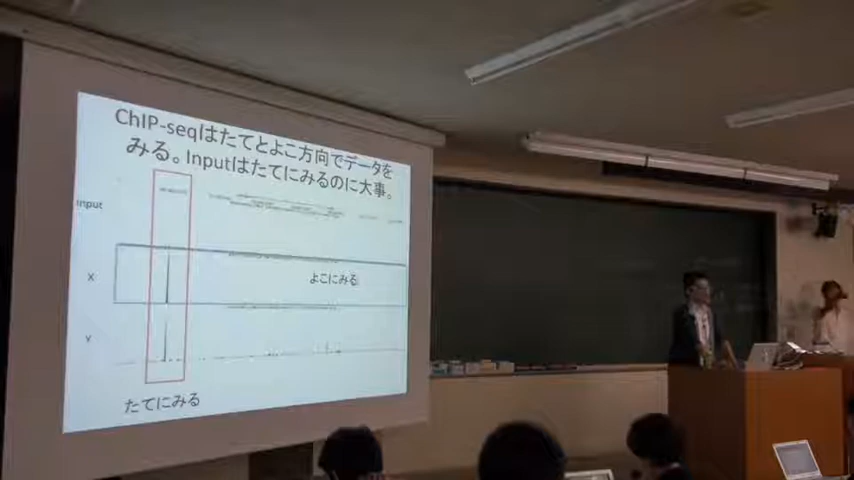 ChIP-seqはたてとよこ方向でデータを
みる。Inputはたてにみるのに大事。
Input
X
よこにみる
Y
たてにみる